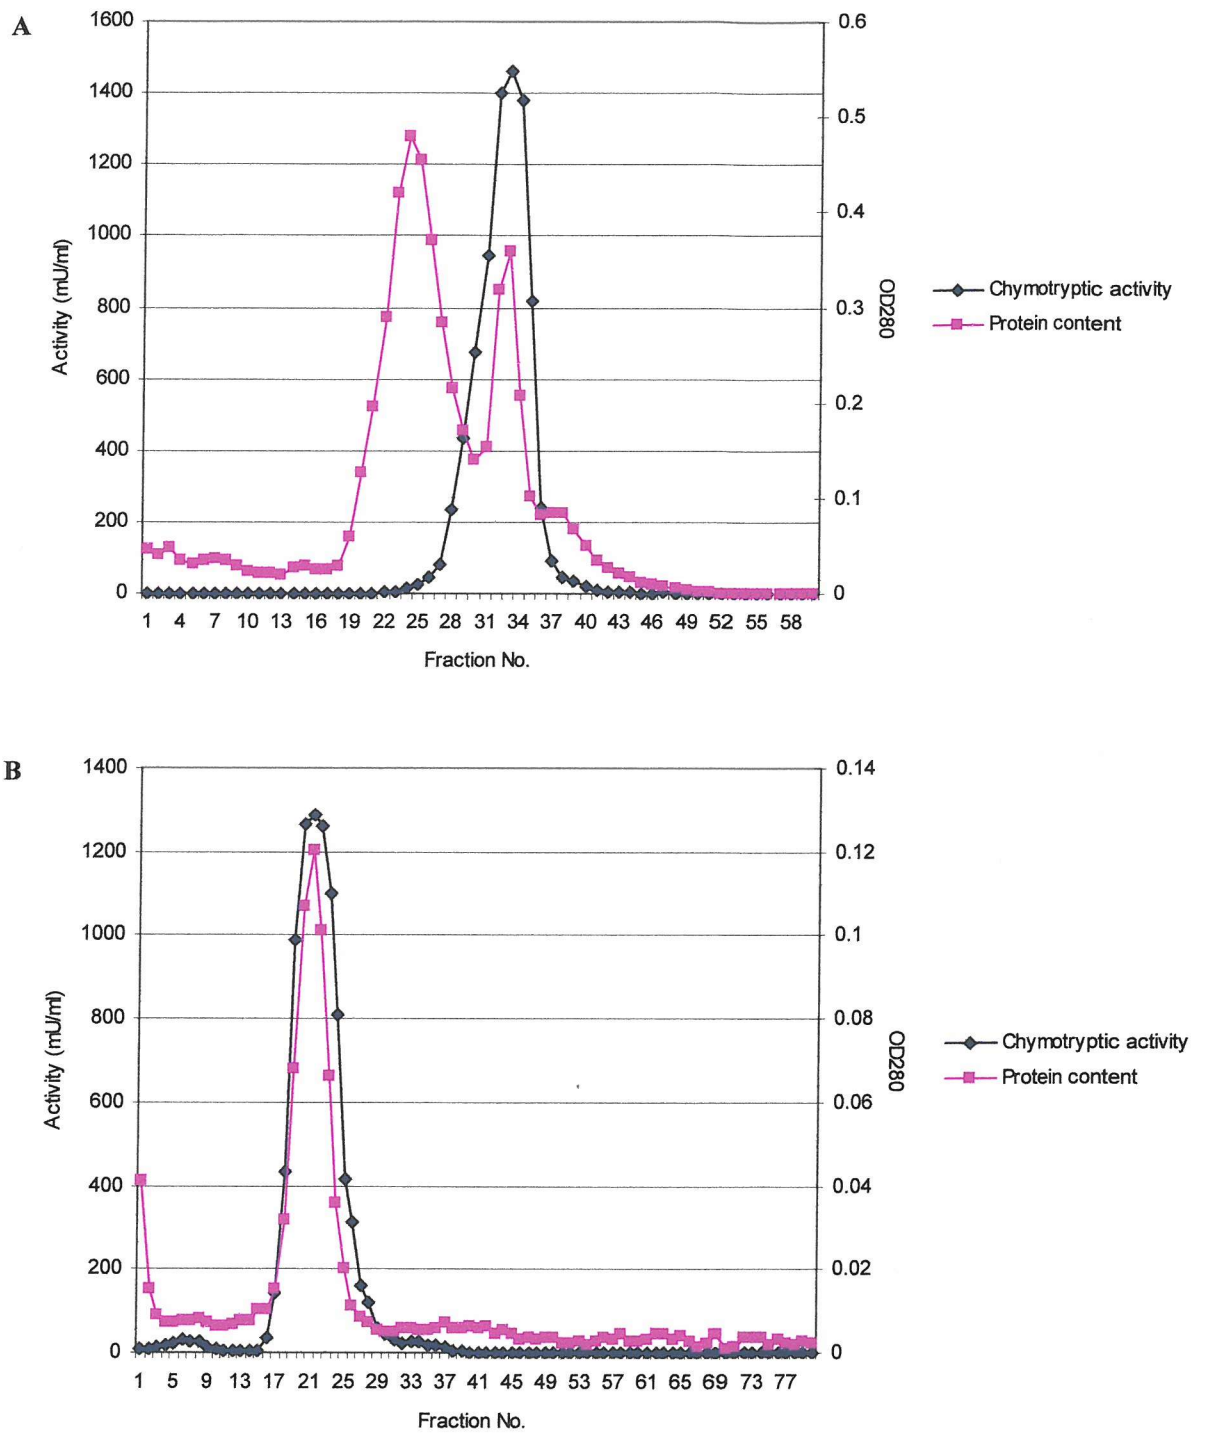 A
1600
1400
1200
1000
800
600
400
200
0
Activity (mU/ml)
0.6
0.5
0.4
0.3
0.2
0.1
0
OD280
Chymotryptic activity
Protein content
1 4 7 10 13 16 19 22 25 28 31 34 37 40 43 46 49 52 55 58
Fraction No.
B
1400
1200
1000
800
600
400
200
0
Activity (mU/ml)
0.14
0.12
0.1
0.08
0.06
0.04
0.02
0
OD280
Chymotryptic activity
Protein content
1 5 9 13 17 21 25 29 33 37 41 45 49 53 57 61 65 69 73 77
Fraction No.